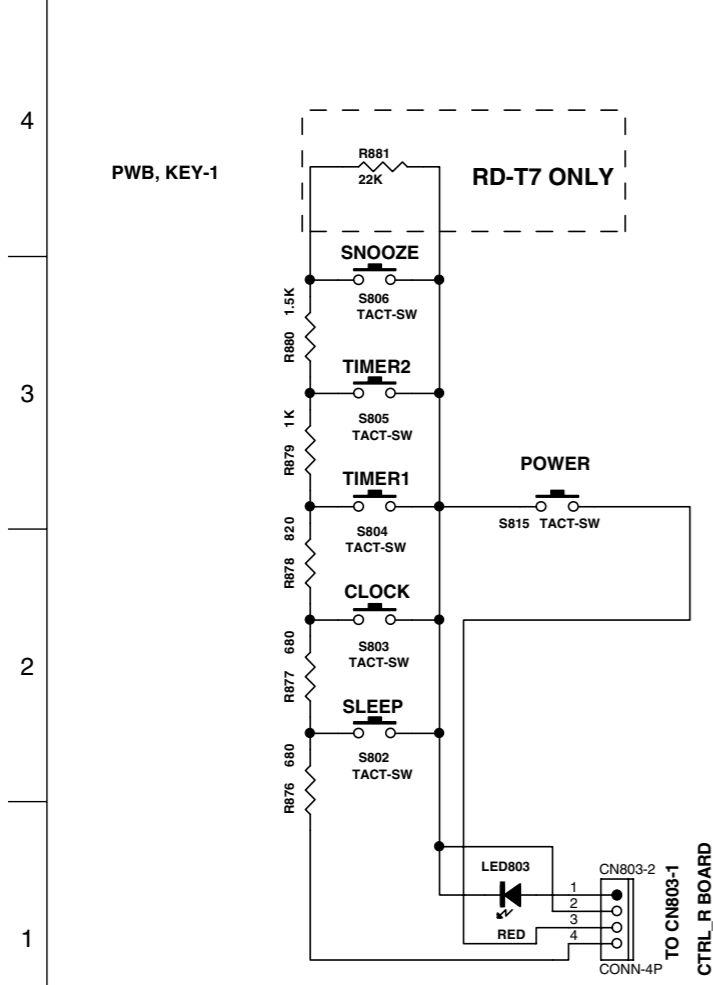 4
PWB, KEY-1
R881
22K
RD-T7 ONLY
SNOOZE
S806
TACT-SW
R880 1.5K
3
TIMER2
S805
TACT-SW
R879 1K
TIMER1
S804
TACT-SW
POWER
S815 TACT-SW
R878 820
CLOCK
S803
TACT-SW
2
R877 680
SLEEP
S802
TACT-SW
R876 680
1
LED803
RED
1
2
3
4
CN803-2
CONN-4P
TO CN803-1
CTRL_R BOARD